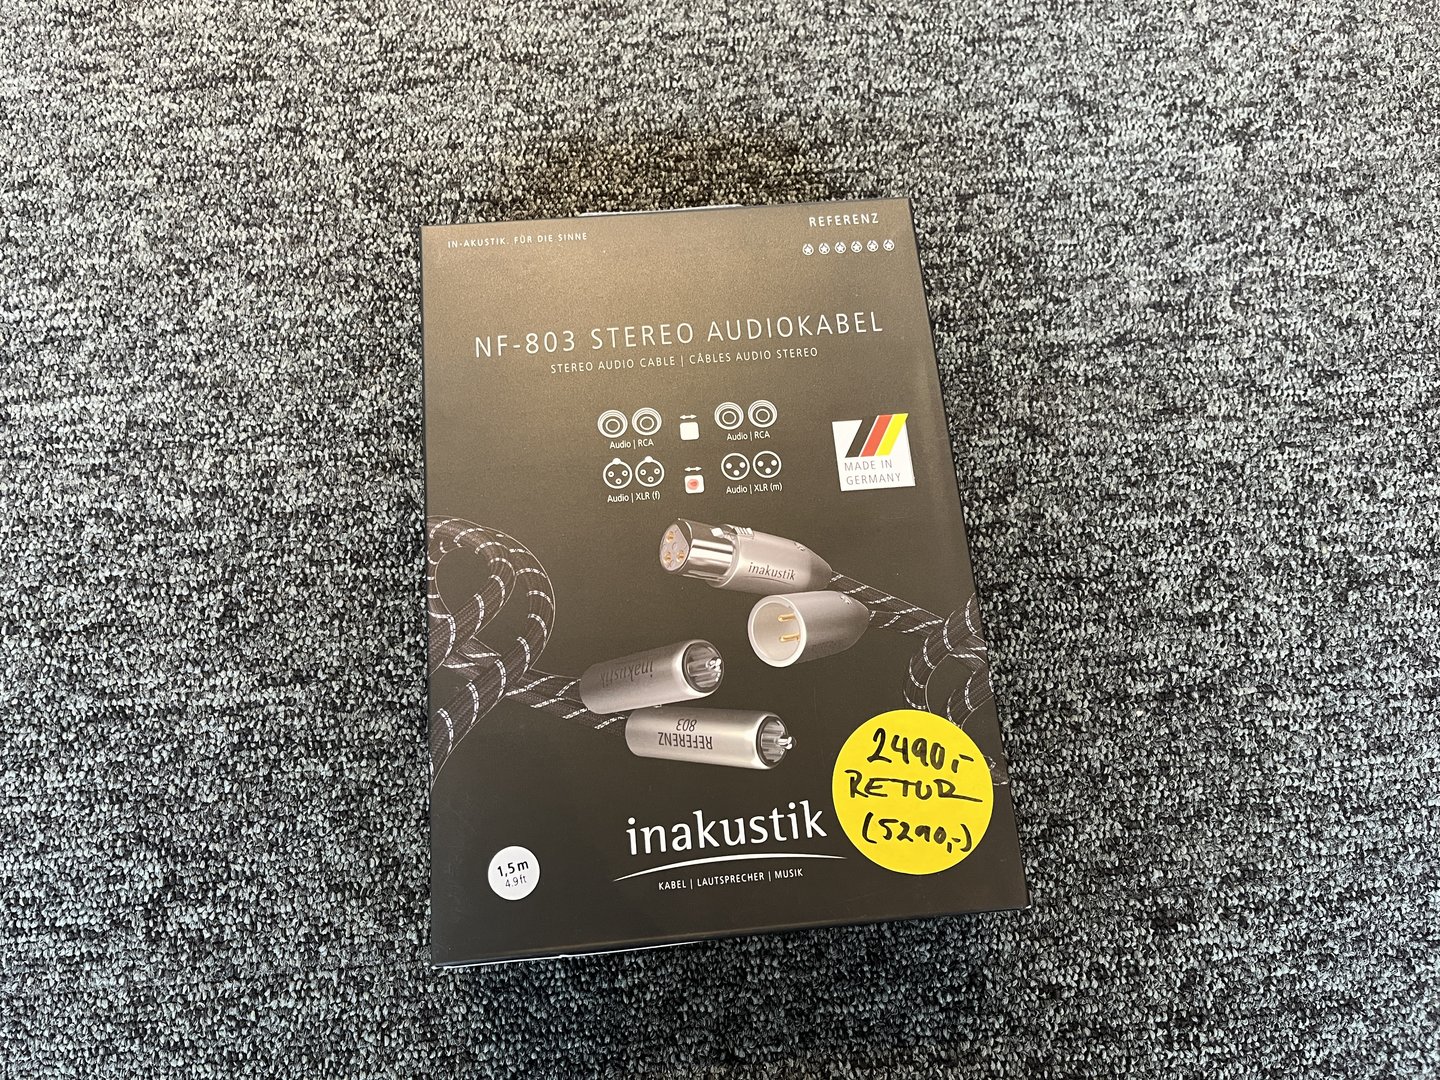 IN-AKUSTIK. FÜR DIE SINNE
REFERENZ
NF-803 STEREO AUDIOKABEL
STEREO AUDIO CABLE | CÂBLES AUDIO STEREO
Audio | RCA
Audio | RCA
Audio | XLR (f)
Audio | XLR (m)
MADE IN
GERMANY
inakustik
inakustik
REFERENZ
803
2490,-
RETUR
(5290,-)
inakustik
KABEL | LAUTSPRECHER | MUSIK
1,5 m
4.9 ft